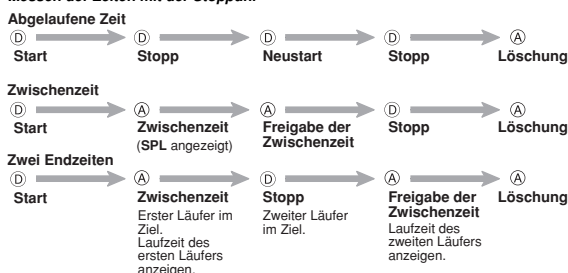 Messen der Zeiten mit der Stoppuhr
Abgelaufene Zeit
D D D D A
Start Stopp Neustart Stopp Löschung
Zwischenzeit
D A A D A
Start Zwischenzeit Freigabe der Stopp Löschung
(SPL angezeigt) Zwischenzeit
Zwei Endzeiten
D A D A A
Start Zwischenzeit Stopp Freigabe der Löschung
Erster Läufer im Zweiter Läufer Zwischenzeit
Ziel. im Ziel. Laufzeit des
Laufzeit des zweiten Läufers
ersten Läufers anzeigen.
anzeigen.